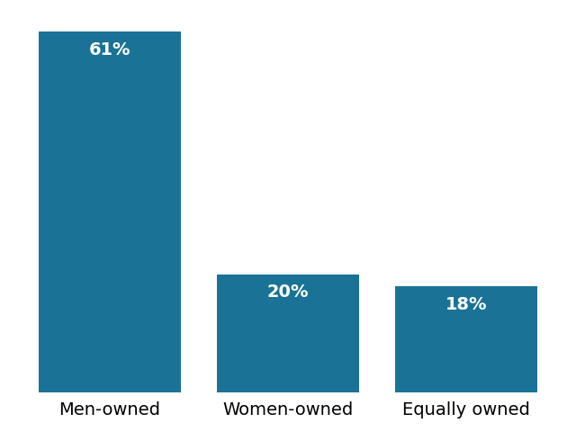 61%
20%
18%
Men-owned
Women-owned
Equally owned